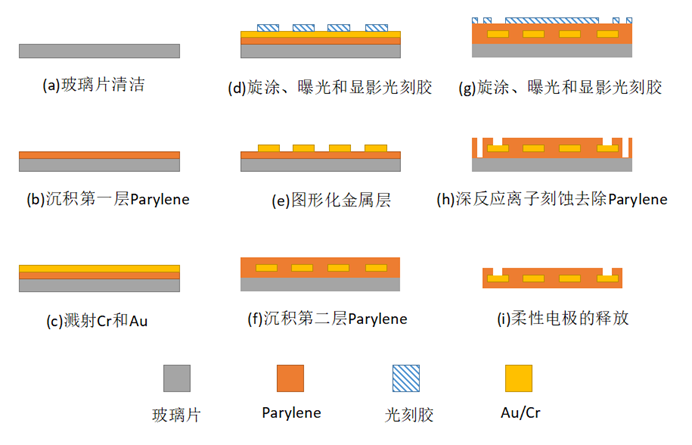 (a)玻璃片清洁
(d)旋涂、曝光和显影光刻胶
(g)旋涂、曝光和显影光刻胶
(b)沉积第一层Parylene
(e)图形化金属层
(h)深反应离子刻蚀去除Parylene
(c)溅射Cr和Au
(f)沉积第二层Parylene
(i)柔性电极的释放
玻璃片
Parylene
光刻胶
Au/Cr